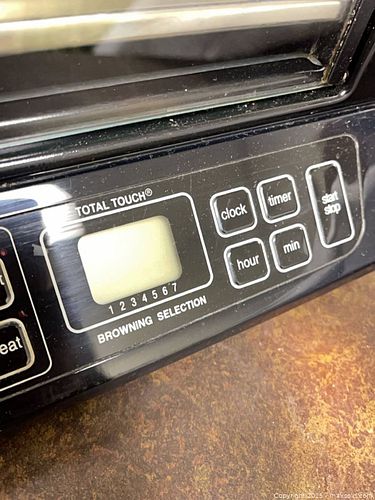 TOTAL TOUCH®
1 2 3 4 5 6 7
BROWNING SELECTION
clock
timer
hour
min
start
stop
eat